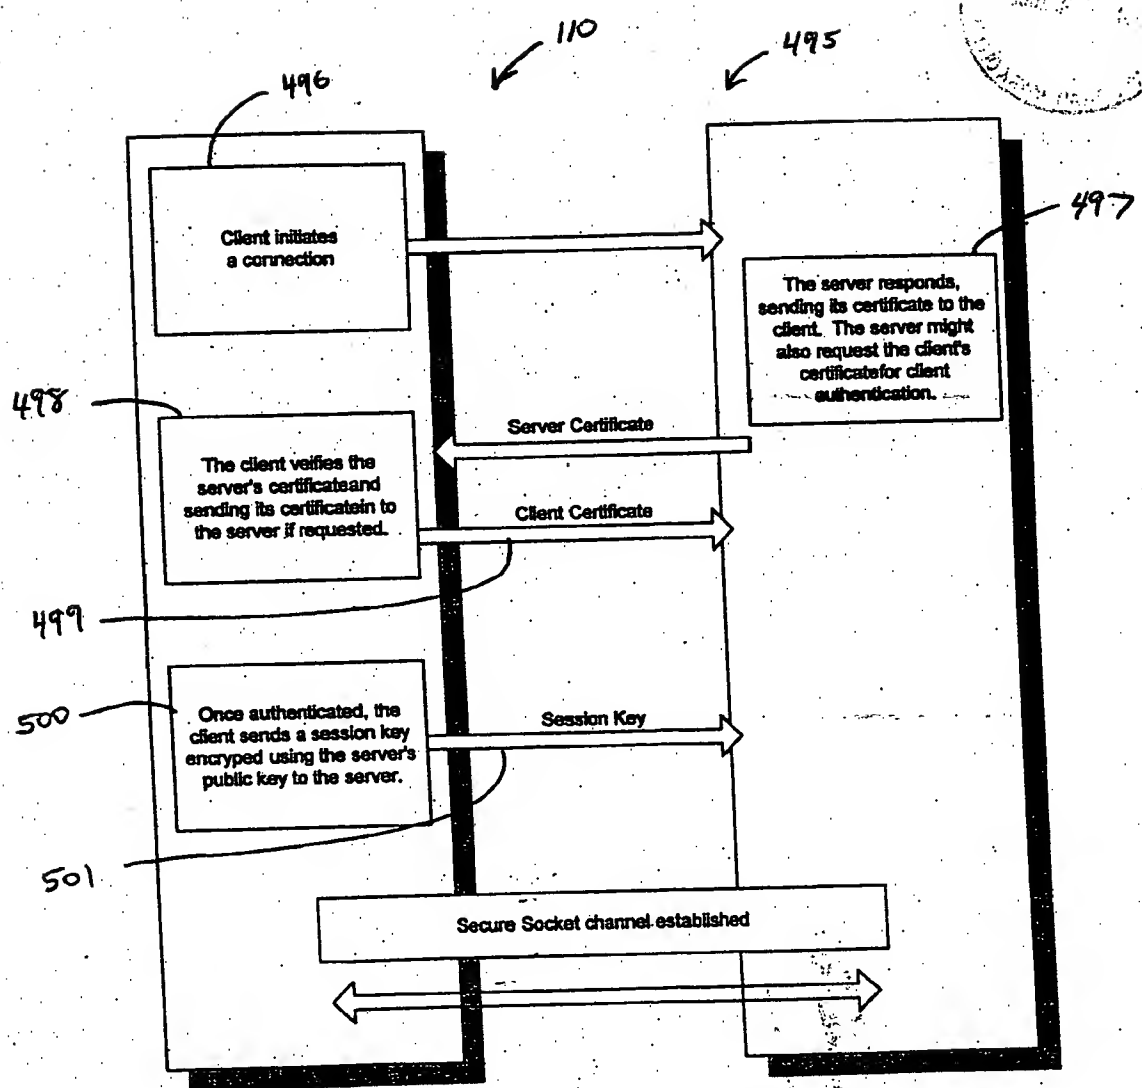 110
495
496
Client initiates
a connection
497
The server responds,
sending its certificate to the
client. The server might
also request the client's
certificatefor client
authentication.
498
Server Certificate
The client veifies the
server's certificateand
sending its certificatein to
the server if requested.
Client Certificate
499
500
Once authenticated, the
client sends a session key
encryped using the server's
public key to the server.
Session Key
501
Secure Socket channel established